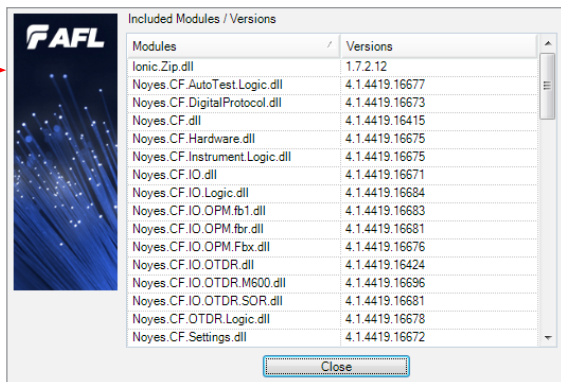 AFL
Included Modules / Versions
Modules Versions
Ionic.Zip.dll 1.7.2.12
Noyes.CF.AutoTest.Logic.dll 4.1.4419.16677
Noyes.CF.DigitalProtocol.dll 4.1.4419.16673
Noyes.CF.dll 4.1.4419.16415
Noyes.CF.Hardware.dll 4.1.4419.16675
Noyes.CF.Instrument.Logic.dll 4.1.4419.16675
Noyes.CF.IO.dll 4.1.4419.16671
Noyes.CF.IO.Logic.dll 4.1.4419.16684
Noyes.CF.IO.OPM.fb1.dll 4.1.4419.16683
Noyes.CF.IO.OPM.fbr.dll 4.1.4419.16681
Noyes.CF.IO.OPM.Fbx.dll 4.1.4419.16676
Noyes.CF.IO.OTDR.dll 4.1.4419.16424
Noyes.CF.IO.OTDR.M600.dll 4.1.4419.16696
Noyes.CF.IO.OTDR.SOR.dll 4.1.4419.16681
Noyes.CF.OTDR.Logic.dll 4.1.4419.16678
Noyes.CF.Settings.dll 4.1.4419.16672
Close